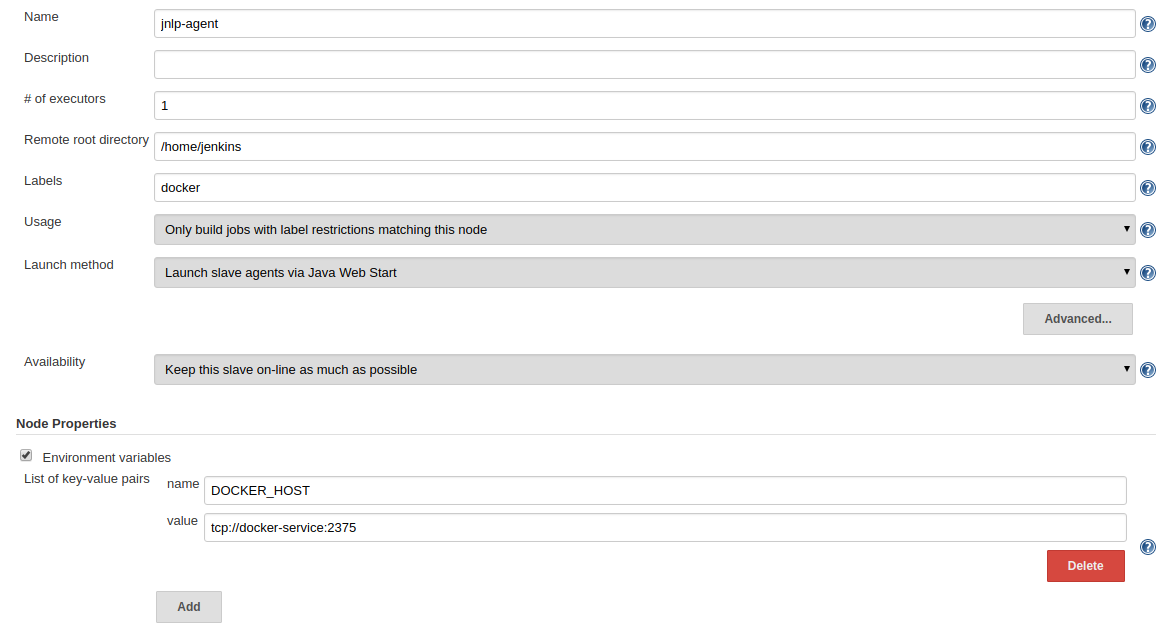 Name jnlp-agent ?
Description ?
# of executors 1 ?
Remote root directory /home/jenkins ?
Labels docker ?
Usage Only build jobs with label restrictions matching this node ?
Launch method Launch slave agents via Java Web Start ?
Advanced...
Availability Keep this slave on-line as much as possible ?
Node Properties
Environment variables
List of key-value pairs name DOCKER_HOST
value tcp://docker-service:2375
?
Delete
Add